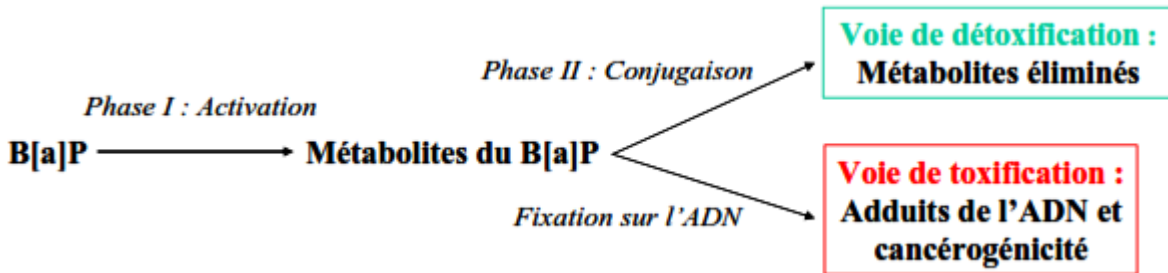 Voie de détoxification :
Métabolites éliminés
Phase II : Conjugaison
Phase I : Activation
B[a]P
Métabolites du B[a]P
Fixation sur l'ADN
Voie de toxification :
Adduits de l'ADN et
cancérogénicité